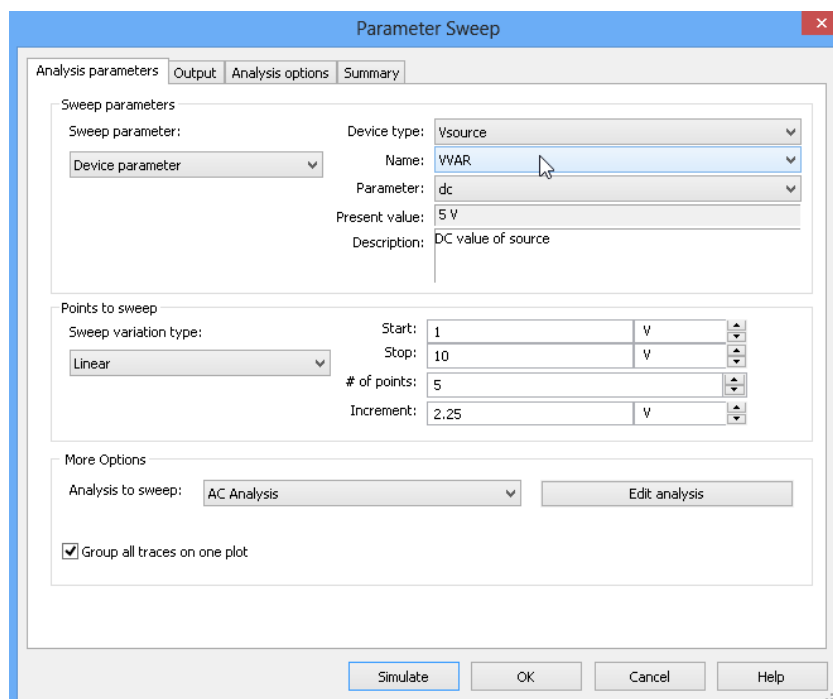 Parameter Sweep
Analysis parameters Output Analysis options Summary
Sweep parameters
Sweep parameter:
Device parameter
Device type: Vsource
Name: VVAR
Parameter: dc
Present value: 5 V
Description: DC value of source
Points to sweep
Sweep variation type:
Linear
Start: 1 V
Stop: 10 V
# of points: 5
Increment: 2.25 V
More Options
Analysis to sweep: AC Analysis Edit analysis
Group all traces on one plot
Simulate OK Cancel Help